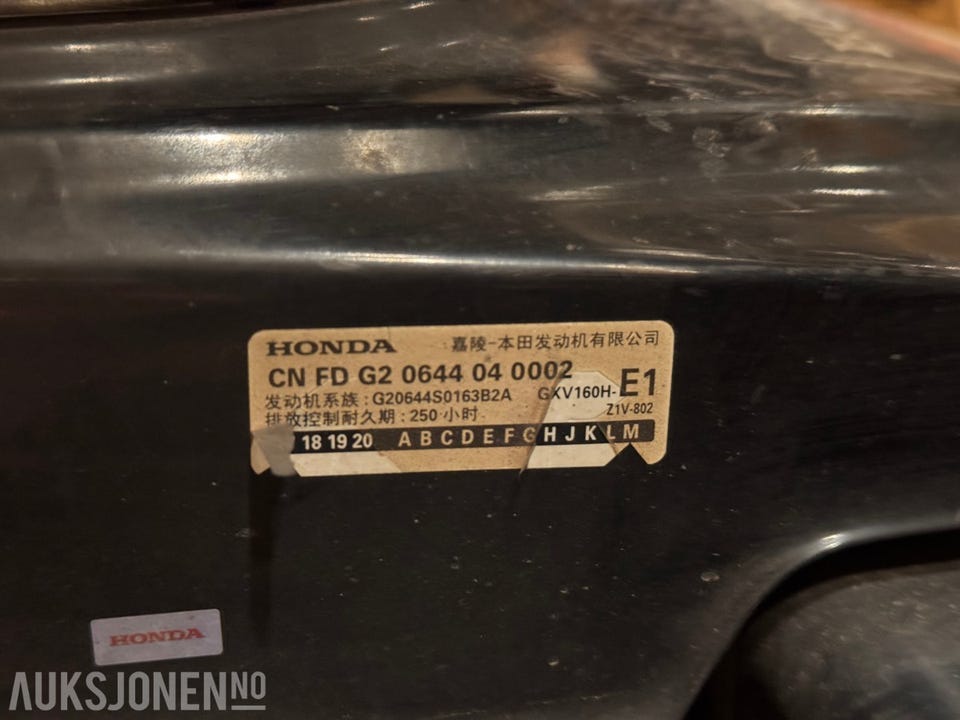 HONDA 嘉陵-本田发动机有限公司
CN FD G2 0644 04 0002
发动机系族：G20644S0163B2A GXV160H-E1
排放控制耐久期：250 小时 Z1V-802
18 19 20 A B C D E F G H J K L M
HONDA
AUKSJONEN.NO